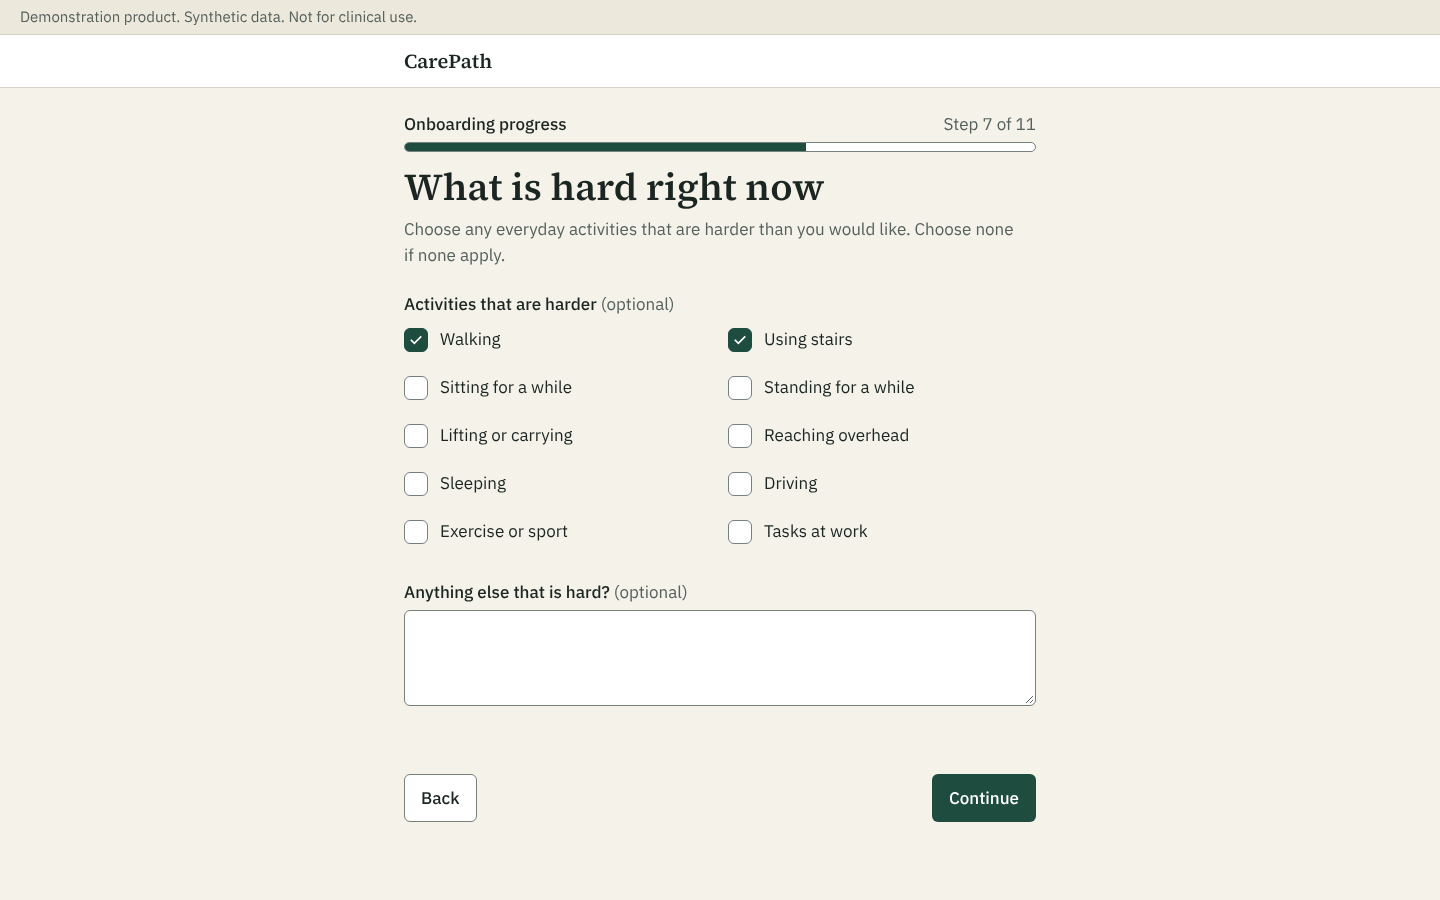 Demonstration product. Synthetic data. Not for clinical use.
CarePath
Onboarding progress
Step 7 of 11
What is hard right now
Choose any everyday activities that are harder than you would like. Choose none
if none apply.
Activities that are harder (optional)
Walking
Using stairs
Sitting for a while
Standing for a while
Lifting or carrying
Reaching overhead
Sleeping
Driving
Exercise or sport
Tasks at work
Anything else that is hard? (optional)
Back
Continue